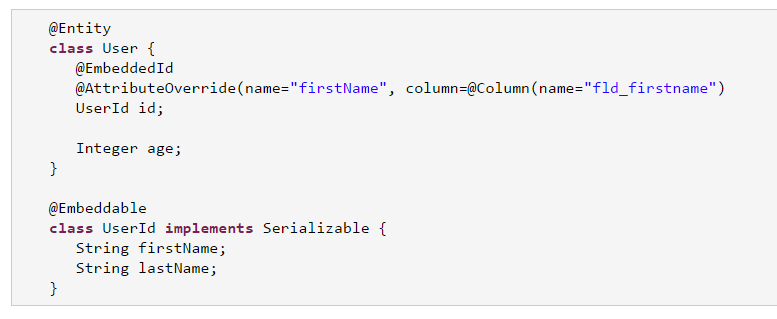 @Entity
class User {
@EmbeddedId
@AttributeOverride(name="firstName", column=@Column(name="fld_firstname")
UserId id;
Integer age;
}
@Embeddable
class UserId implements Serializable {
String firstName;
String lastName;
}